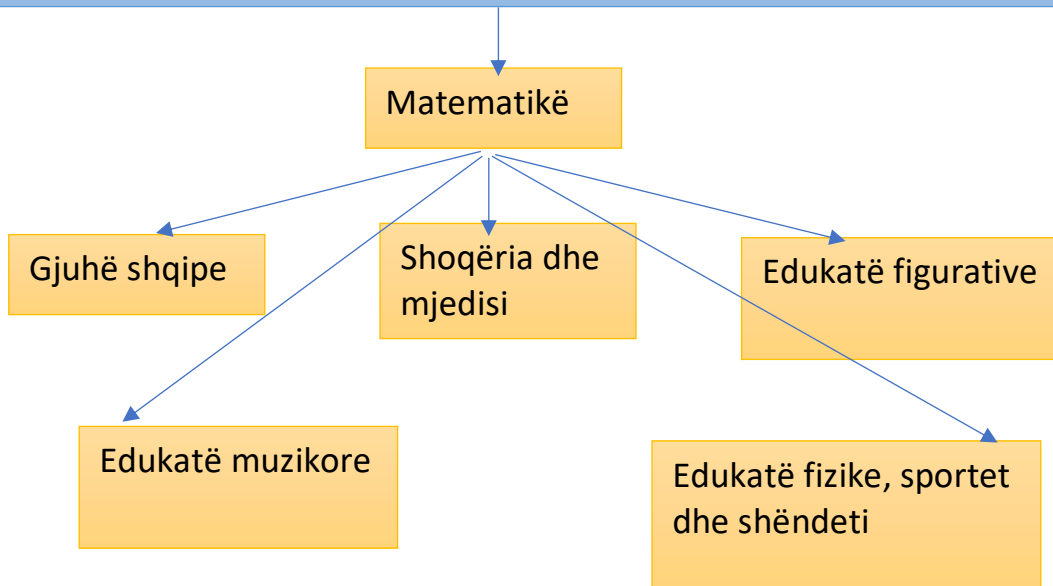 Matematikë
Gjuhë shqipe
Shoqëria dhe
mjedisi
Edukatë figurative
Edukatë muzikore
Edukatë fizike, sportet
dhe shëndeti